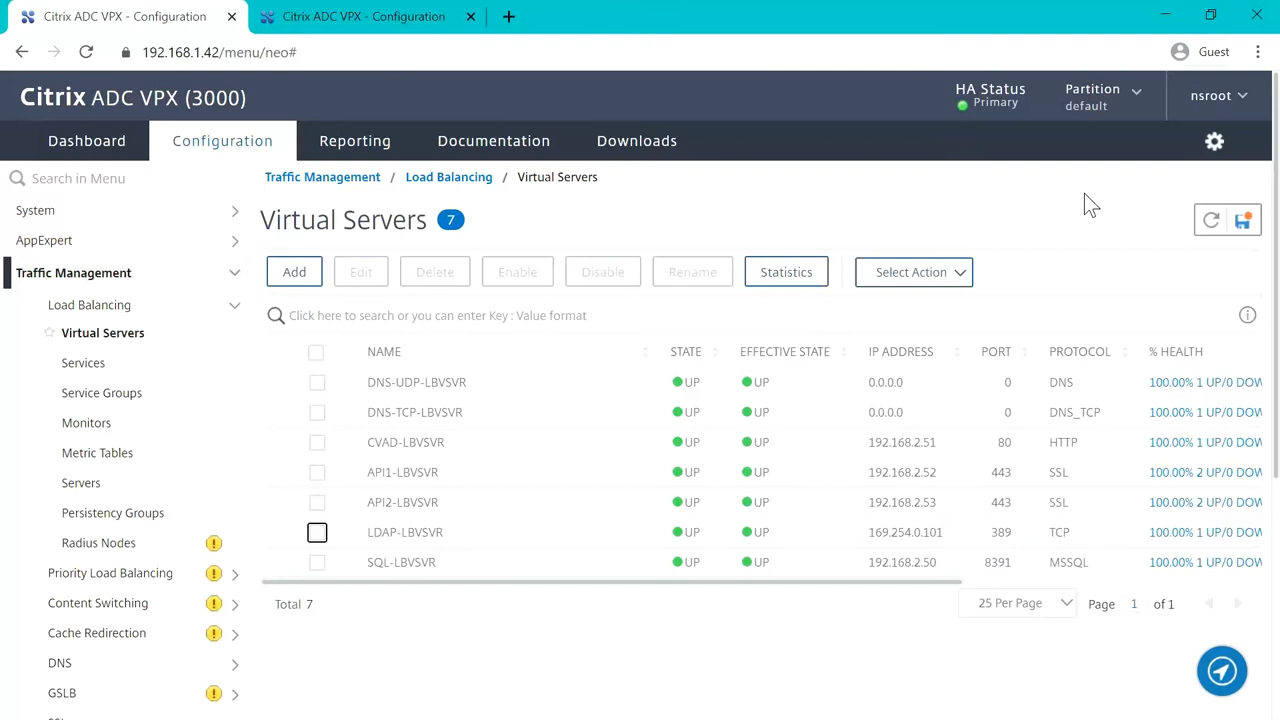 Citrix ADC VPX - Configuration
Citrix ADC VPX - Configuration
192.168.1.42/menu/neo#
Guest
Citrix ADC VPX (3000)
HA Status
Primary
Partition
default
nsroot
Dashboard
Configuration
Reporting
Documentation
Downloads
Search in Menu
System
AppExpert
Traffic Management
Load Balancing
Virtual Servers
Services
Service Groups
Monitors
Metric Tables
Servers
Persistency Groups
Radius Nodes
Priority Load Balancing
Content Switching
Cache Redirection
DNS
GSLB
Traffic Management / Load Balancing / Virtual Servers
Virtual Servers 7
Add Edit Delete Enable Disable Rename Statistics Select Action
Click here to search or you can enter Key : Value format
NAME STATE EFFECTIVE STATE IP ADDRESS PORT PROTOCOL % HEALTH
DNS-UDP-LBVSVR UP UP 0.0.0.0 0 DNS 100.00% 1 UP/0 DOW
DNS-TCP-LBVSVR UP UP 0.0.0.0 0 DNS_TCP 100.00% 1 UP/0 DOW
CVAD-LBVSVR UP UP 192.168.2.51 80 HTTP 100.00% 1 UP/0 DOW
API1-LBVSVR UP UP 192.168.2.52 443 SSL 100.00% 2 UP/0 DOW
API2-LBVSVR UP UP 192.168.2.53 443 SSL 100.00% 2 UP/0 DOW
LDAP-LBVSVR UP UP 169.254.0.101 389 TCP 100.00% 1 UP/0 DOW
SQL-LBVSVR UP UP 192.168.2.50 8391 MSSQL 100.00% 1 UP/0 DOW
Total 7
25 Per Page Page 1 of 1